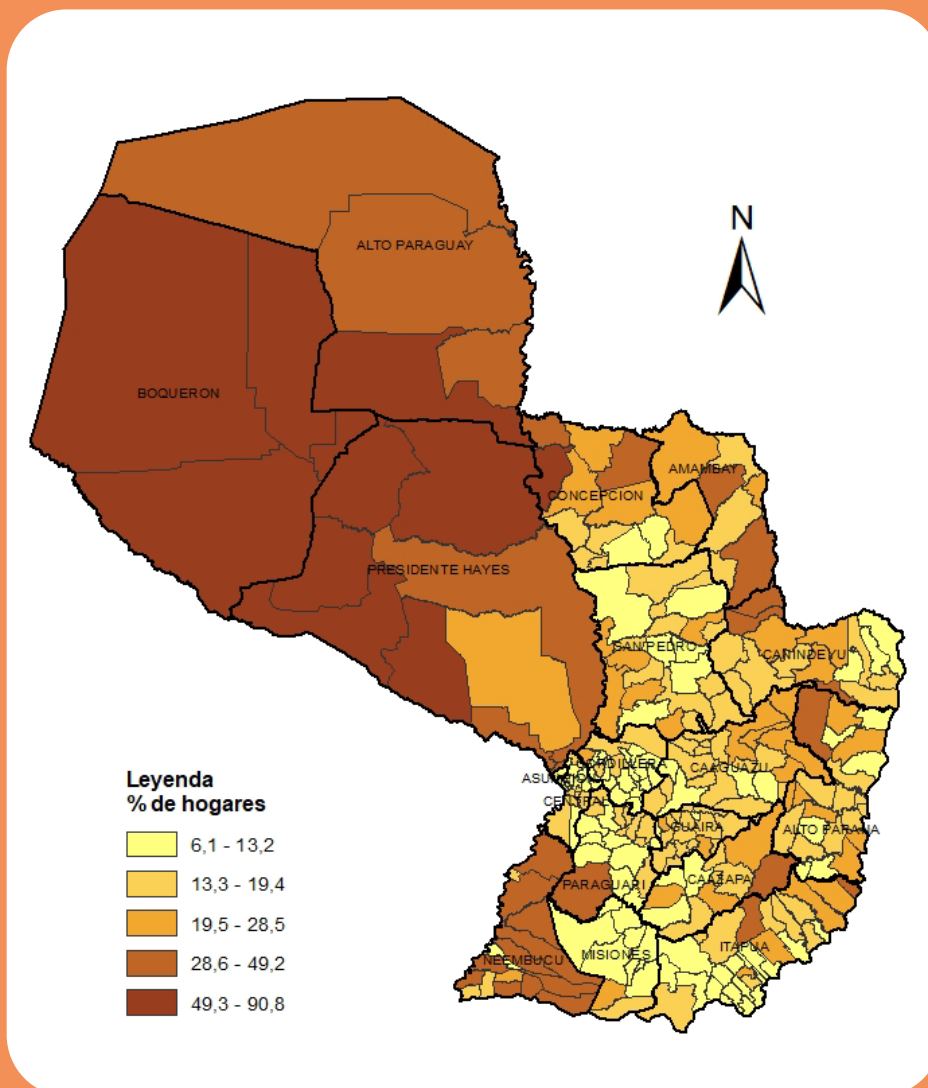 N
ALTO PARAGUAY
BOQUERON
AMAMBAY
CONCEPCION
PRESIDENTE HAYES
SAN PEDRO
CANINDEYU
CORDILLERA
CAAGUAZU
ASUNCION
CENTRAL
GUAIRA
ALTO PARANA
CAAZAPA
PARAGUARI
ITAPUA
MISIONES
ÑEEMBUCU
Leyenda
% de hogares
6,1 - 13,2
13,3 - 19,4
19,5 - 28,5
28,6 - 49,2
49,3 - 90,8